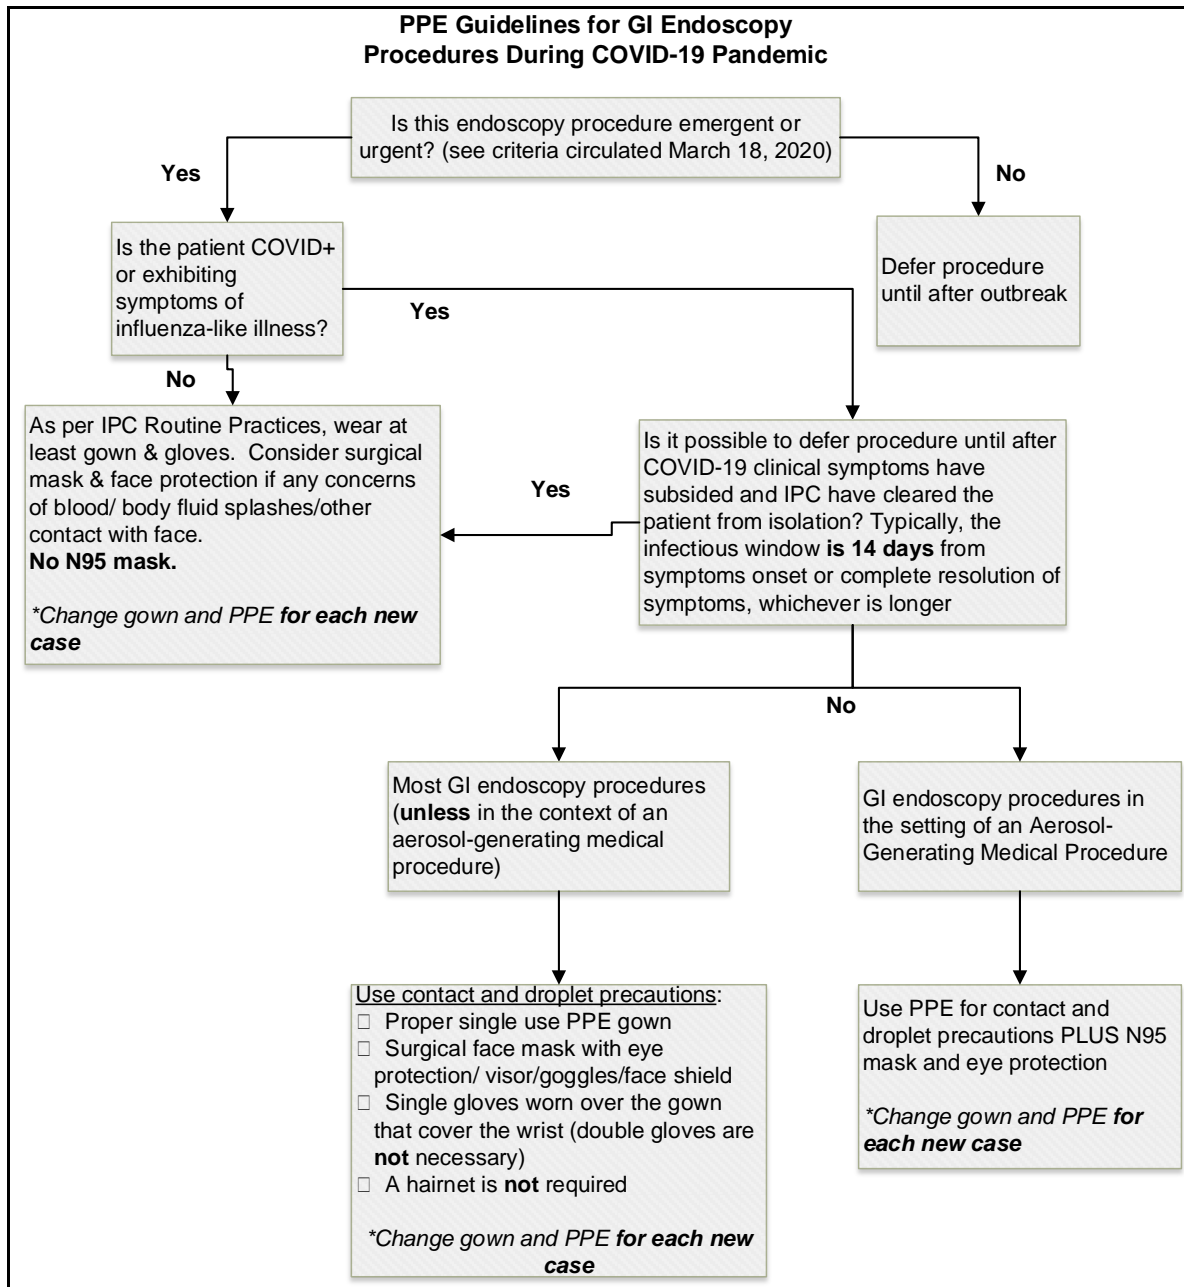 PPE Guidelines for GI Endoscopy
Procedures During COVID-19 Pandemic
Is this endoscopy procedure emergent or
urgent? (see criteria circulated March 18, 2020)
Yes
No
Is the patient COVID+
or exhibiting
symptoms of
influenza-like illness?
Defer procedure
until after outbreak
Yes
No
As per IPC Routine Practices, wear at
least gown & gloves.  Consider surgical
mask & face protection if any concerns
of blood/ body fluid splashes/other
contact with face.
No N95 mask.
*Change gown and PPE for each new
case
Yes
Is it possible to defer procedure until after
COVID-19 clinical symptoms have
subsided and IPC have cleared the
patient from isolation? Typically, the
infectious window is 14 days from
symptoms onset or complete resolution of
symptoms, whichever is longer
No
Most GI endoscopy procedures
(unless in the context of an
aerosol-generating medical
procedure)
GI endoscopy procedures in
the setting of an Aerosol-
Generating Medical Procedure
Use contact and droplet precautions:
□ Proper single use PPE gown
□ Surgical face mask with eye
protection/ visor/goggles/face shield
□ Single gloves worn over the gown
that cover the wrist (double gloves are
not necessary)
□ A hairnet is not required
*Change gown and PPE for each new
case
Use PPE for contact and
droplet precautions PLUS N95
mask and eye protection
*Change gown and PPE for
each new case